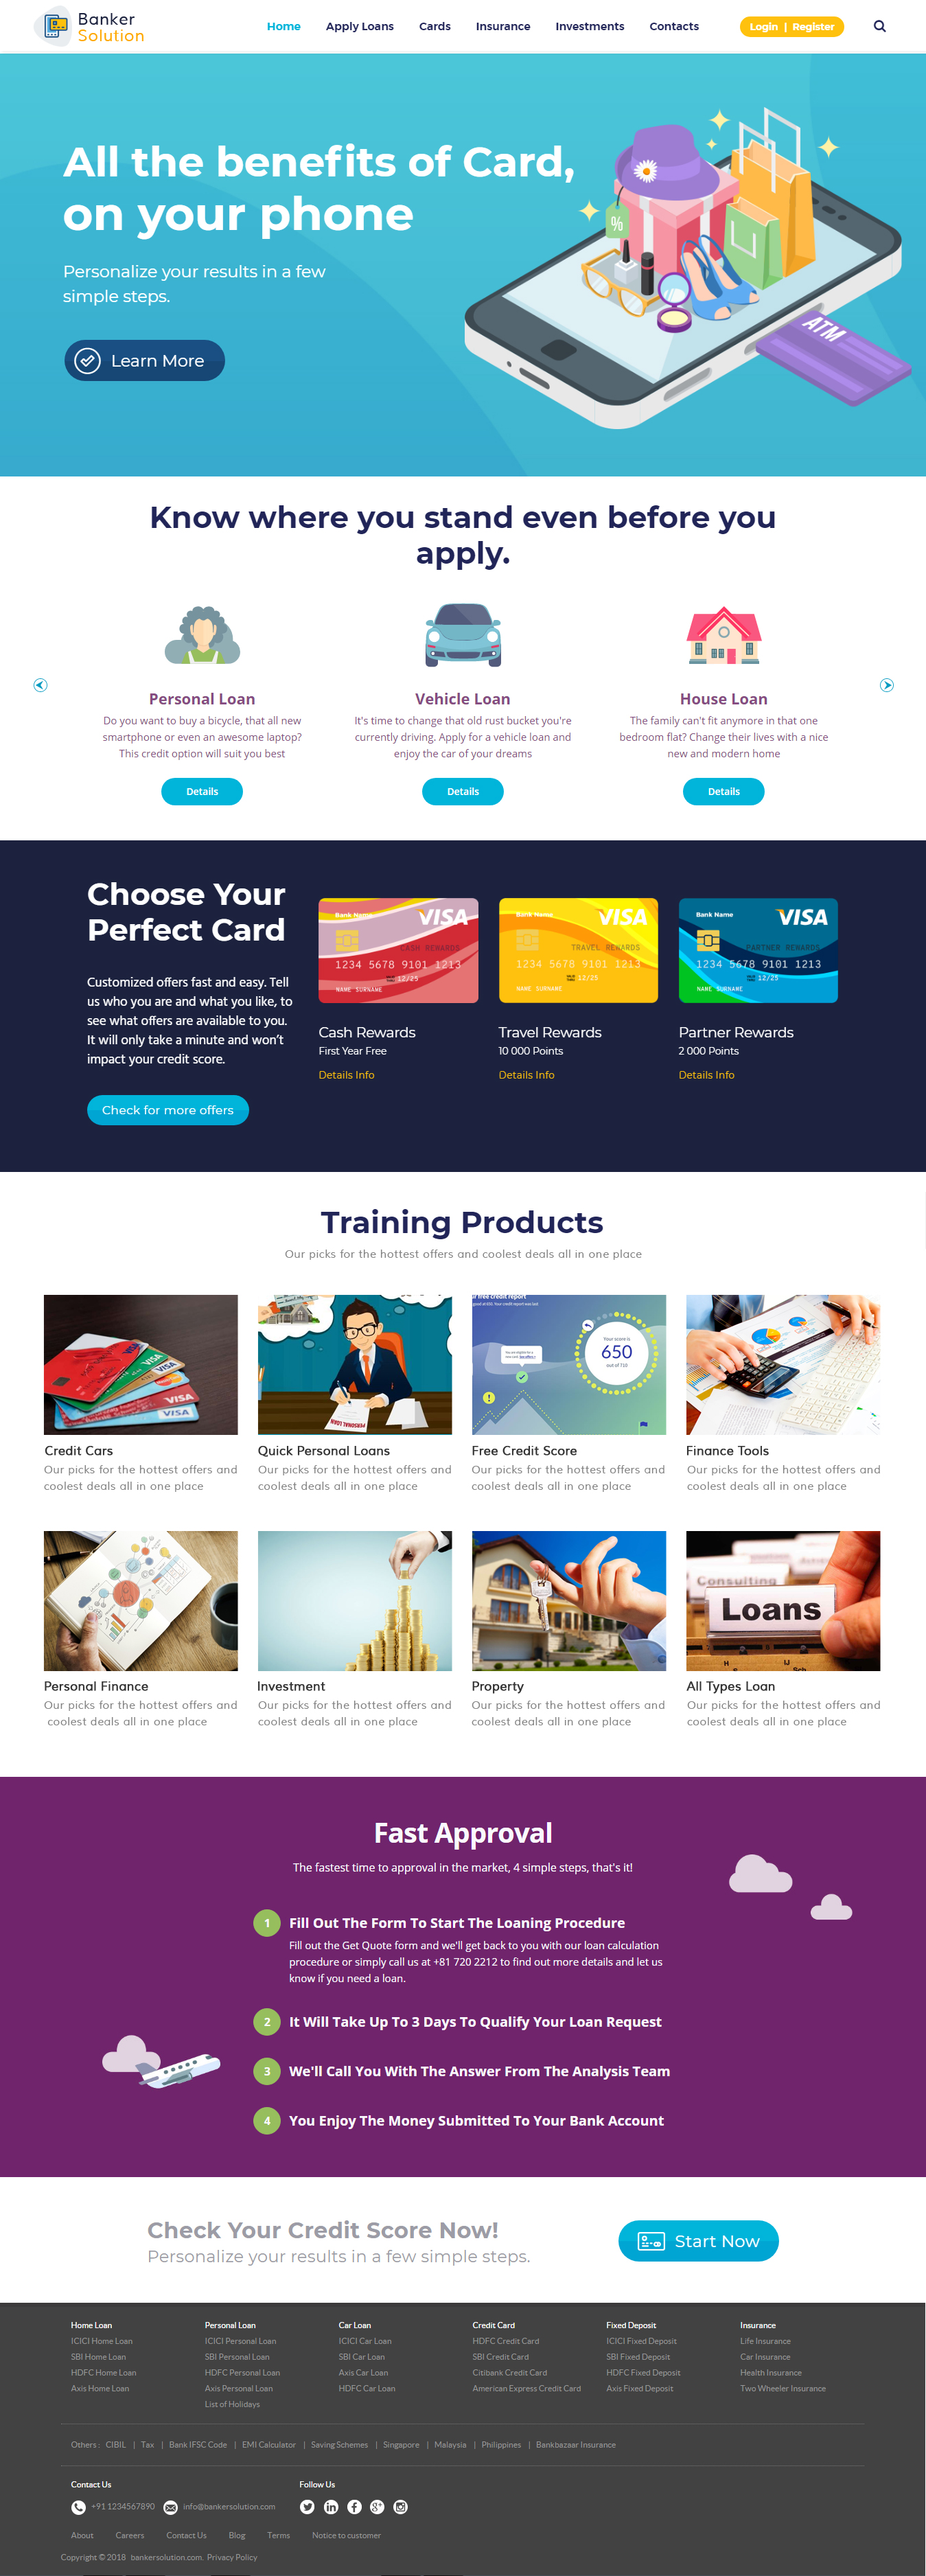 Banker
Solution
Home Apply Loans Cards Insurance Investments Contacts Login | Register
All the benefits of Card,
on your phone
Personalize your results in a few
simple steps.
Learn More
%
ATM
Know where you stand even before you
apply.
Personal Loan
Do you want to buy a bicycle, that all new
smartphone or even an awesome laptop?
This credit option will suit you best
Details
Vehicle Loan
It's time to change that old rust bucket you're
currently driving. Apply for a vehicle loan and
enjoy the car of your dreams
Details
House Loan
The family can't fit anymore in that one
bedroom flat? Change their lives with a nice
new and modern home
Details
Choose Your
Perfect Card
Customized offers fast and easy. Tell
us who you are and what you like, to
see what offers are available to you.
It will only take a minute and won't
impact your credit score.
Check for more offers
Bank Name VISA
CASH REWARDS
1234 5678 9101 1213
12/25
NAME SURNAME
Cash Rewards
First Year Free
Details Info
Bank Name VISA
TRAVEL REWARDS
1234 5678 9101 1213
12/25
NAME SURNAME
Travel Rewards
10 000 Points
Details Info
Bank Name VISA
PARTNER REWARDS
1234 5678 9101 1213
12/25
NAME SURNAME
Partner Rewards
2 000 Points
Details Info
Training Products
Our picks for the hottest offers and coolest deals all in one place
VISA
VISA
VISA
VISA
Credit Cars
Our picks for the hottest offers and
coolest deals all in one place
PERSONAL LOAN
Quick Personal Loans
Our picks for the hottest offers and
coolest deals all in one place
r free credit report
Your score is
650
out of 710
Free Credit Score
Our picks for the hottest offers and
coolest deals all in one place
Finance Tools
Our picks for the hottest offers and
coolest deals all in one place
Personal Finance
Our picks for the hottest offers and
coolest deals all in one place
Investment
Our picks for the hottest offers and
coolest deals all in one place
Property
Our picks for the hottest offers and
coolest deals all in one place
Consulting
Loans
H IJ
Sch
All Types Loan
Our picks for the hottest offers and
coolest deals all in one place
Fast Approval
The fastest time to approval in the market, 4 simple steps, that's it!
1 Fill Out The Form To Start The Loaning Procedure
Fill out the Get Quote form and we'll get back to you with our loan calculation
procedure or simply call us at +81 720 2212 to find out more details and let us
know if you need a loan.
2 It Will Take Up To 3 Days To Qualify Your Loan Request
3 We'll Call You With The Answer From The Analysis Team
4 You Enjoy The Money Submitted To Your Bank Account
Check Your Credit Score Now!
Personalize your results in a few simple steps.
Start Now
Home Loan
ICICI Home Loan
SBI Home Loan
HDFC Home Loan
Axis Home Loan
Personal Loan
ICICI Personal Loan
SBI Personal Loan
HDFC Personal Loan
Axis Personal Loan
List of Holidays
Car Loan
ICICI Car Loan
SBI Car Loan
Axis Car Loan
HDFC Car Loan
Credit Card
HDFC Credit Card
SBI Credit Card
Citibank Credit Card
American Express Credit Card
Fixed Deposit
ICICI Fixed Deposit
SBI Fixed Deposit
HDFC Fixed Deposit
Axis Fixed Deposit
Insurance
Life Insurance
Car Insurance
Health Insurance
Two Wheeler Insurance
Others : CIBIL | Tax | Bank IFSC Code | EMI Calculator | Saving Schemes | Singapore | Malaysia | Philippines | Bankbazaar Insurance
Contact Us
+91.1234567890 info@bankersolution.com
Follow Us
About Careers Contact Us Blog Terms Notice to customer
Copyright © 2018 bankersolution.com. Privacy Policy